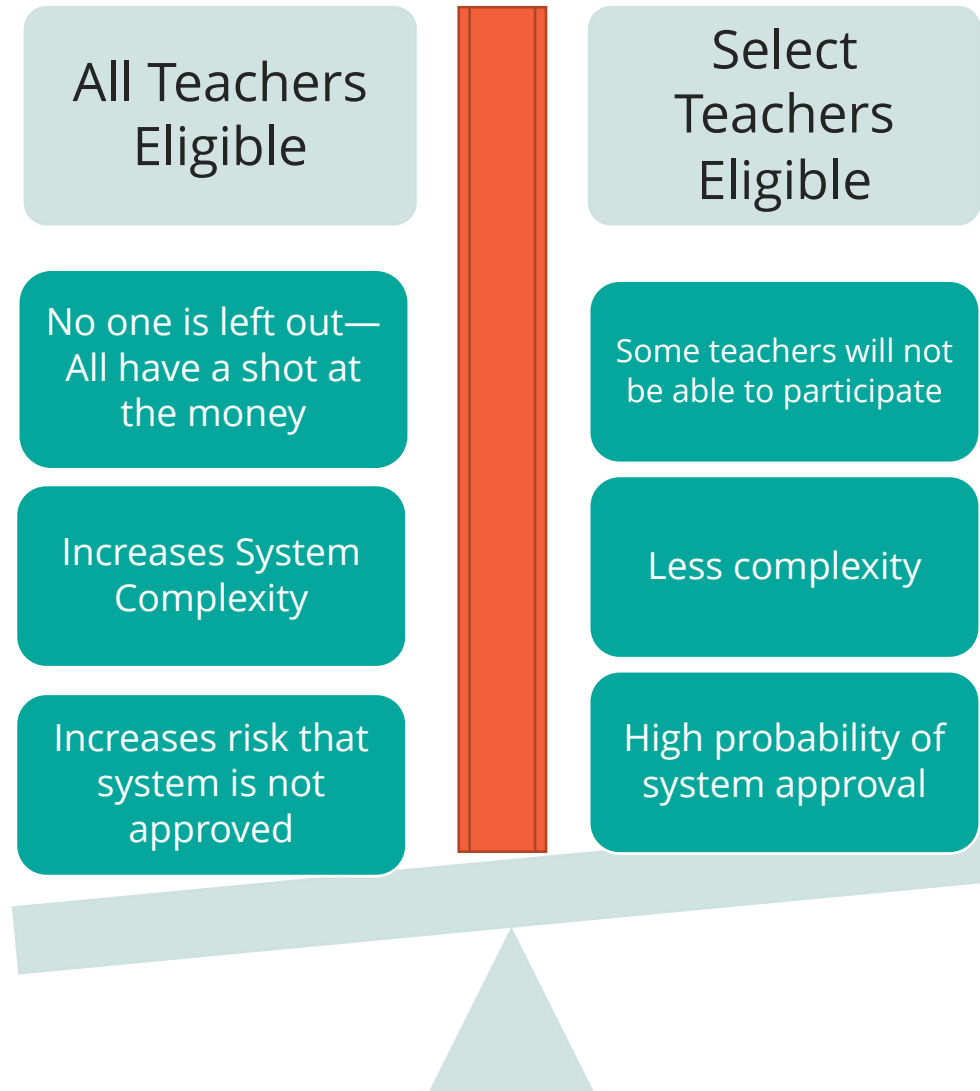 All Teachers
Eligible
No one is left out—
All have a shot at
the money
Increases System
Complexity
Increases risk that
system is not
approved
Select
Teachers
Eligible
Some teachers will not
be able to participate
Less complexity
High probability of
system approval